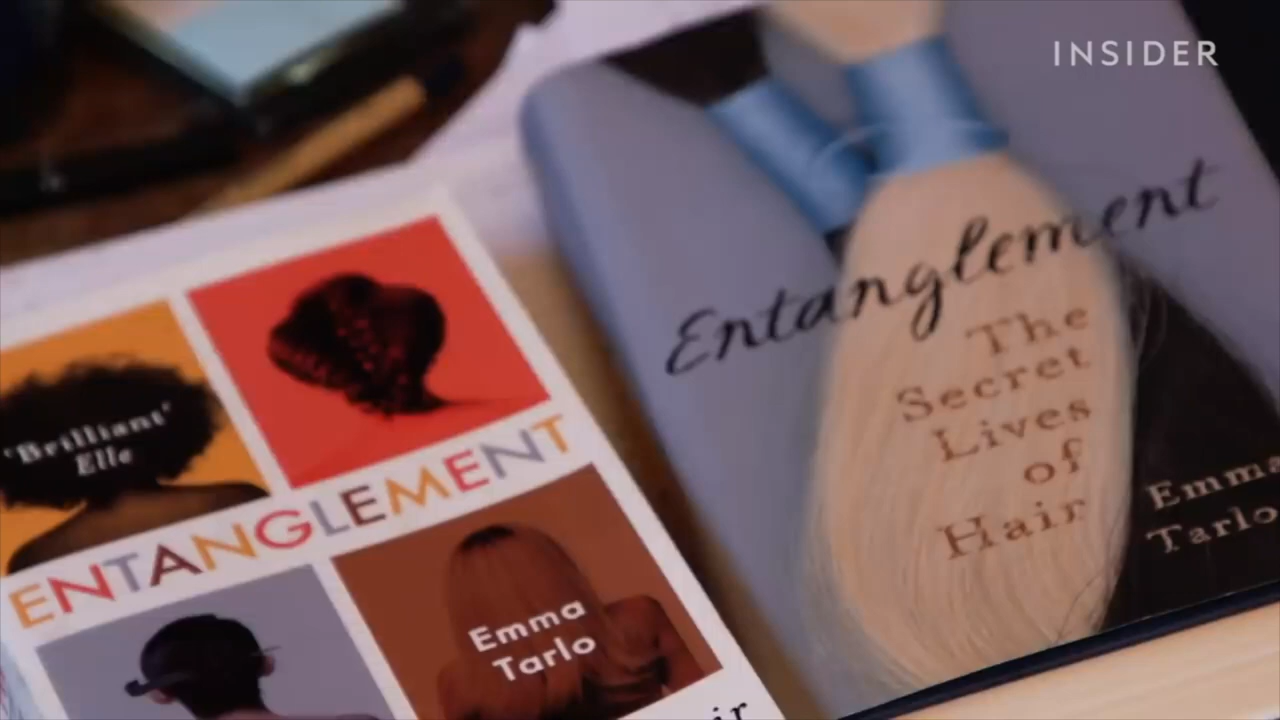 INSIDER
'Brilliant'
Elle
ENTANGLEMENT
Emma
Tarlo
Entanglement
The
Secret
Lives
of
Hair
Emma
Tarlo